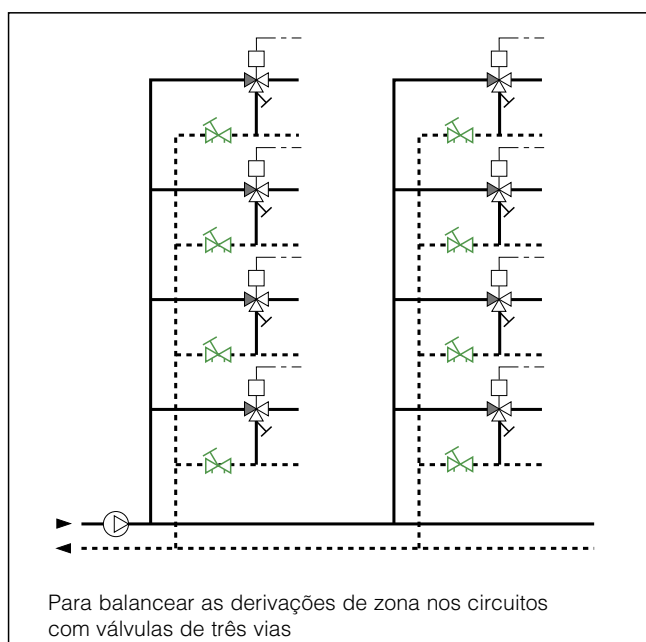 Para balancear as derivações de zona nos circuitos
com válvulas de três vias